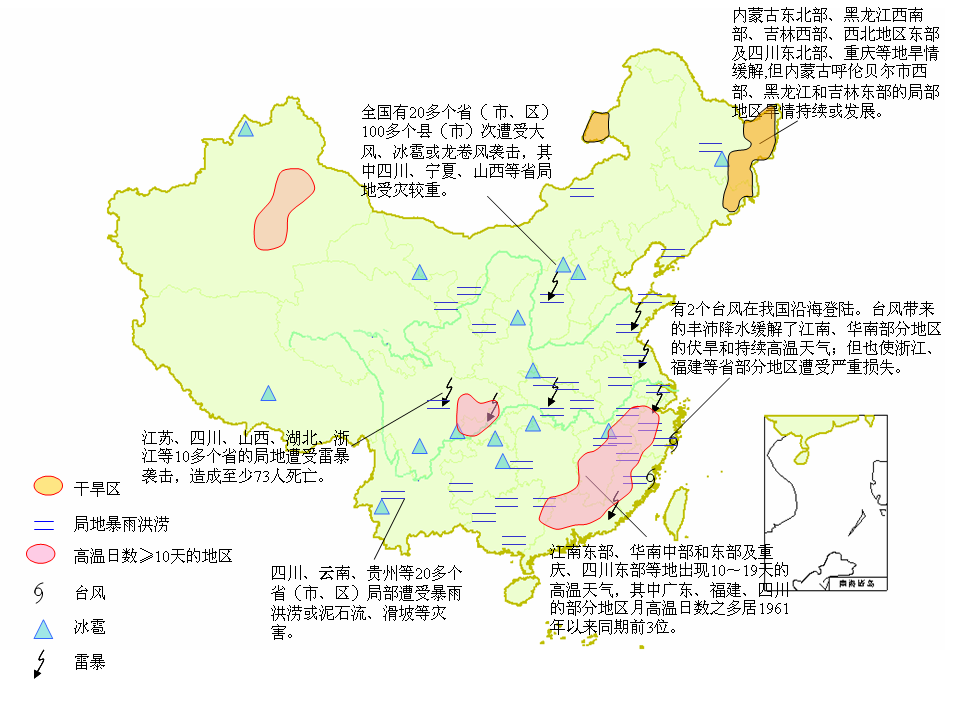 内蒙古东北部、黑龙江西南
部、吉林西部、西北地区东部
及四川东北部、重庆等地旱情
缓解,但内蒙古呼伦贝尔市西
部、黑龙江和吉林东部的局部
地区旱情持续或发展。
全国有20多个省（市、区）
100多个县（市）次遭受大
风、冰雹或龙卷风袭击，其
中四川、宁夏、山西等省局
地受灾较重。
有2个台风在我国沿海登陆。台风带来
的丰沛降水缓解了江南、华南部分地区
的伏旱和持续高温天气；但也使浙江、
福建等省部分地区遭受严重损失。
江苏、四川、山西、湖北、浙
江等10多个省的局地遭受雷暴
袭击，造成至少73人死亡。
四川、云南、贵州等20多个
省（市、区）局部遭受暴雨
洪涝或泥石流、滑坡等灾
害。
江南东部、华南中部和东部及重
庆、四川东部等地出现10～19天的
高温天气，其中广东、福建、四川
的部分地区月高温日数之多居1961
年以来同期前3位。
干旱区
局地暴雨洪涝
高温日数≥10天的地区
台风
冰雹
雷暴
南海诸岛